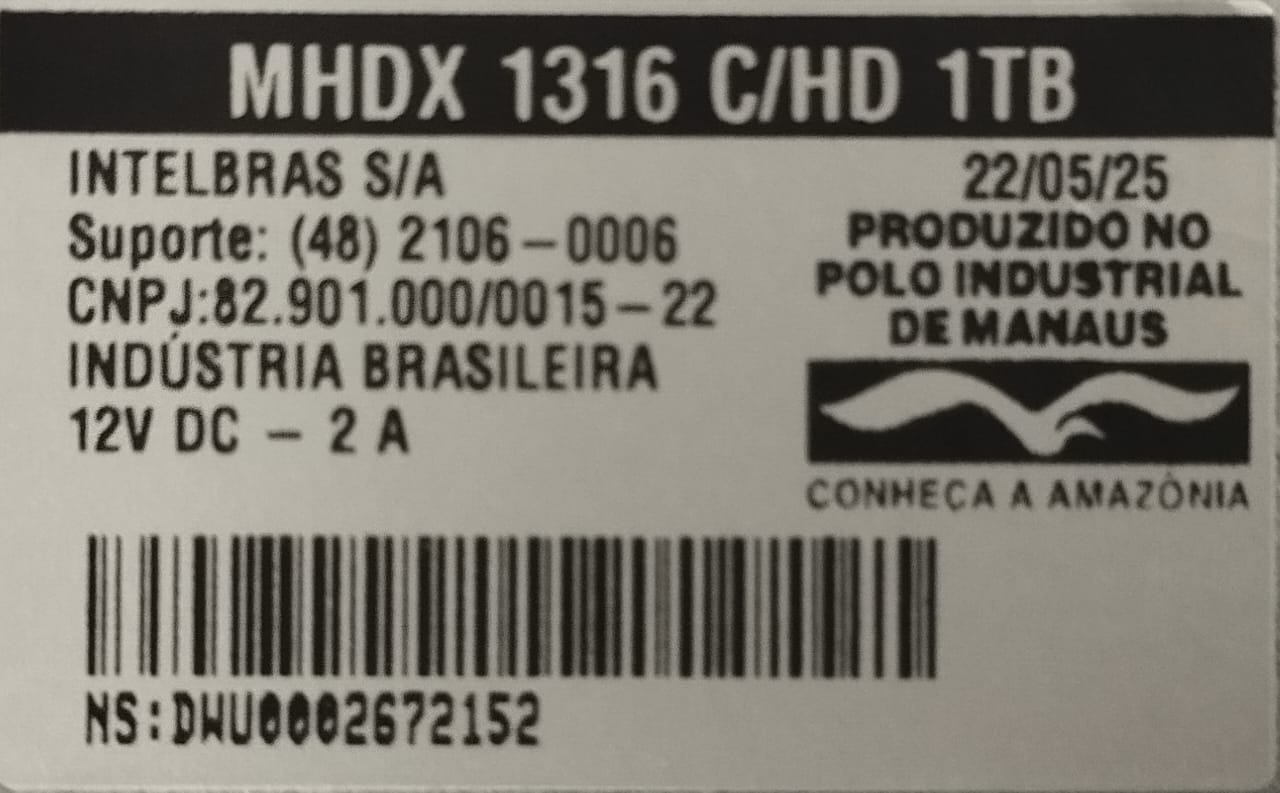 MHDX 1316 C/HD 1TB
INTELBRAS S/A
Suporte: (48) 2106-0006
CNPJ:82.901.000/0015-22
INDÚSTRIA BRASILEIRA
12V DC - 2 A
22/05/25
PRODUZIDO NO
POLO INDUSTRIAL
DE MANAUS
CONHEÇA A AMAZÔNIA
NS:DWU0002672152